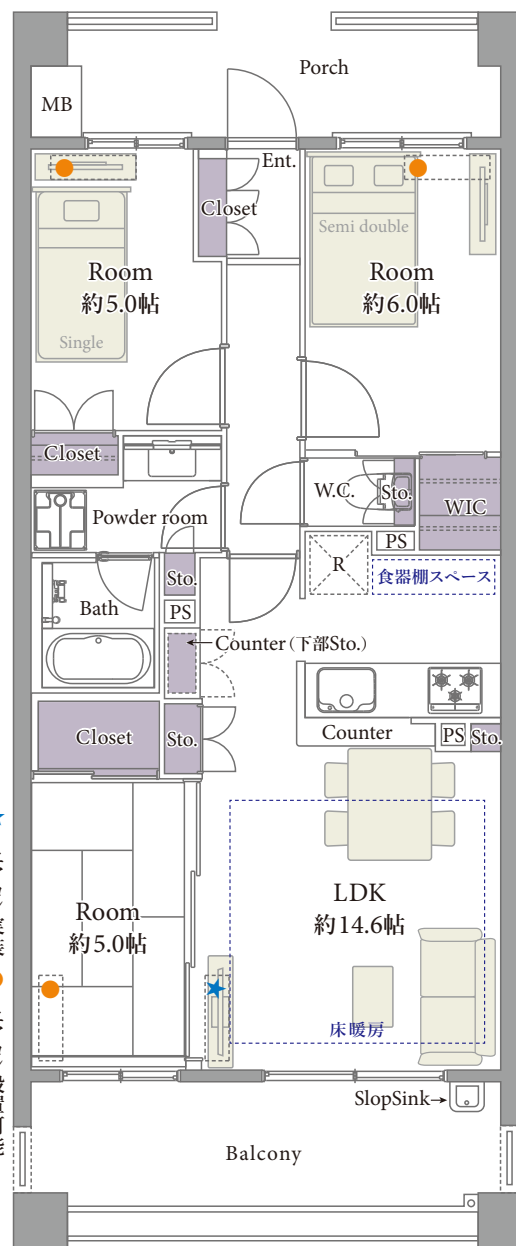 Porch
MB
Ent.
Closet
Semi double
Room
約5.0帖
Room
約6.0帖
Single
Closet
W.C.
Sto.
WIC
Powder room
PS
R
食器棚スペース
Sto.
Bath
PS
Counter(下部Sto.)
Closet
Sto.
Counter
PS
Sto.
LDK
約14.6帖
Room
約5.0帖
床暖房
SlopSink→
Balcony